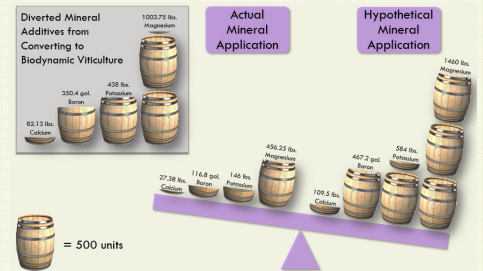 Diverted Mineral
Additives from
Converting to
Biodynamic Viticulture
1003.75 lbs.
Magnesium
438 lbs.
Potassium
350.4 gal.
Boron
82.13 lbs.
Calcium
Actual
Mineral
Application
Hypothetical
Mineral
Application
27.38 lbs.
Calcium
116.8 gal.
Boron
146 lbs.
Potassium
456.25 lbs.
Magnesium
109.5 lbs.
Calcium
467.2 gal.
Boron
584 lbs.
Potassium
1460 lbs.
Magnesium
= 500 units